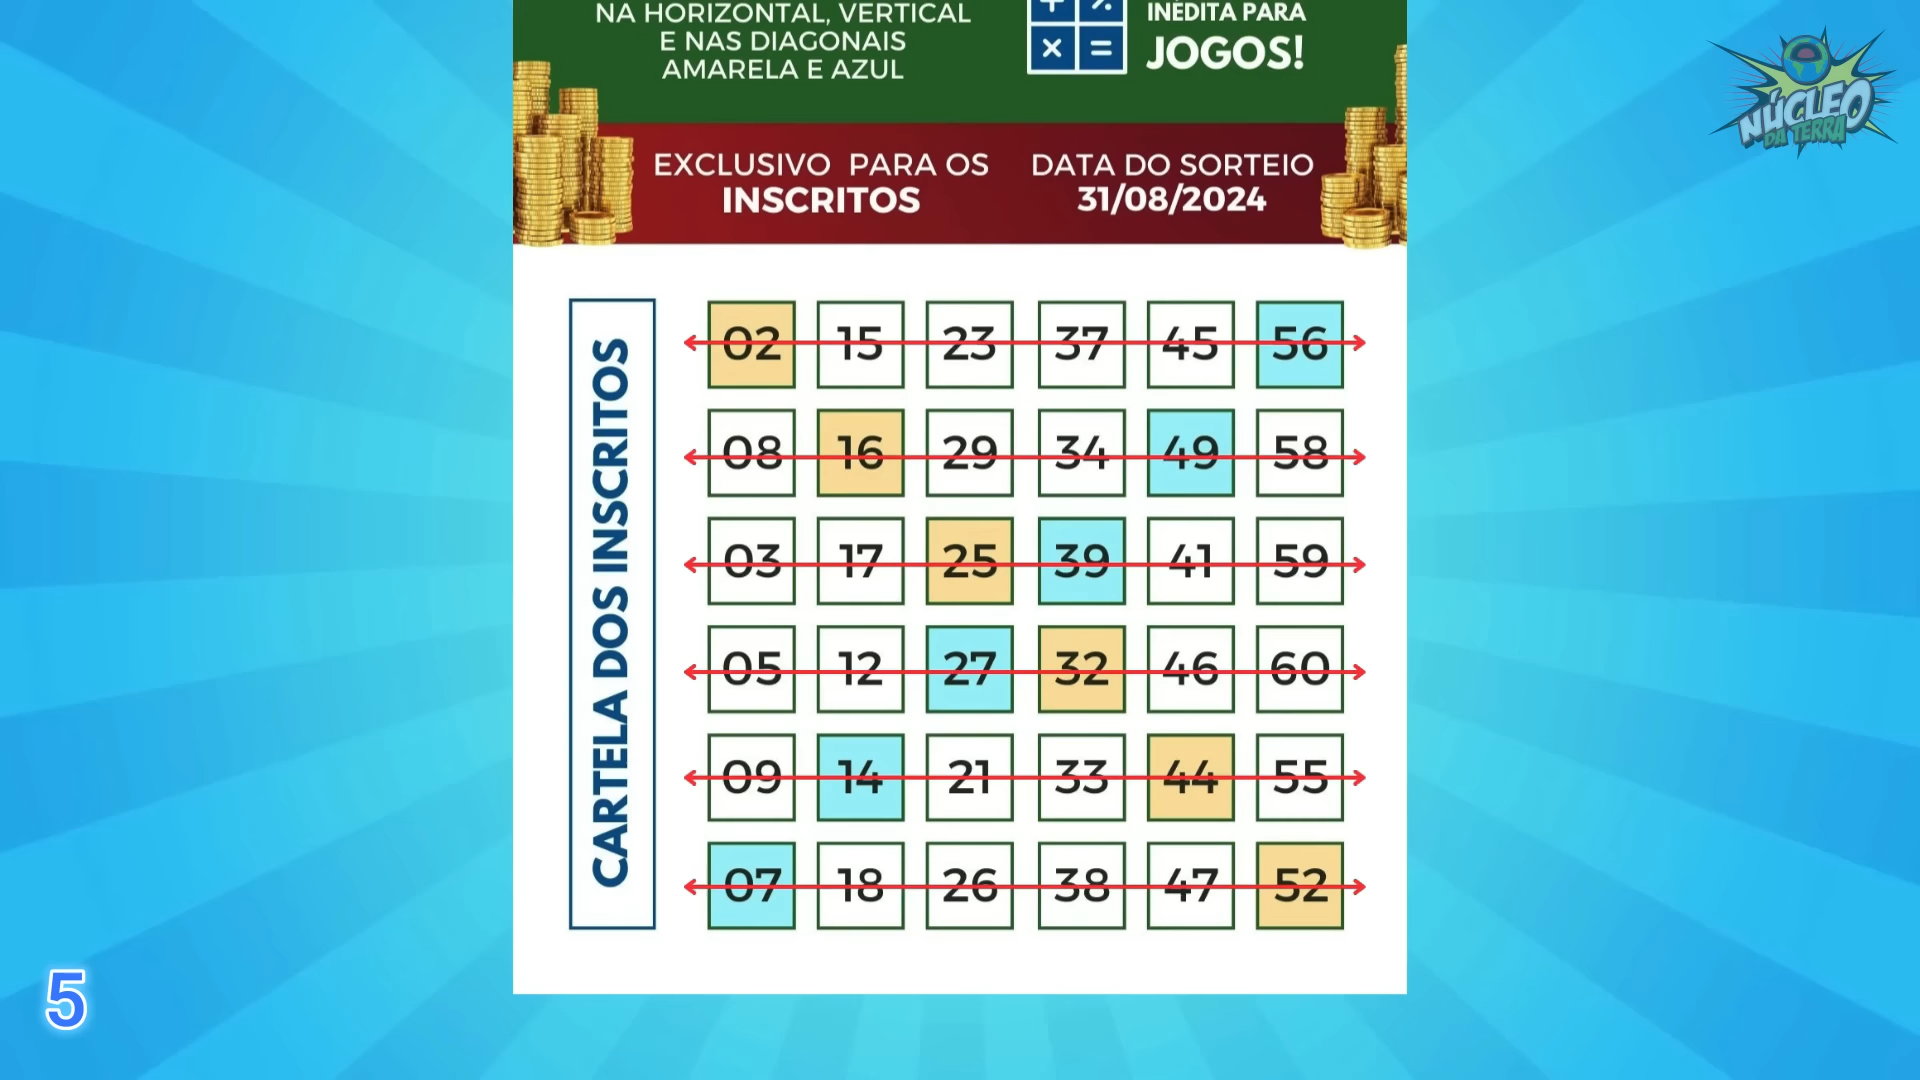 NA HORIZONTAL, VERTICAL
E NAS DIAGONAIS
AMARELA E AZUL
INÉDITA PARA
JOGOS!
NÚCLEO
DA TERRA
EXCLUSIVO PARA OS
INSCRITOS
DATA DO SORTEIO
31/08/2024
CARTELA DOS INSCRITOS
02 15 23 37 45 56
08 16 29 34 49 58
03 17 25 39 41 59
05 12 27 32 46 60
09 14 21 33 44 55
07 18 26 38 47 52
5